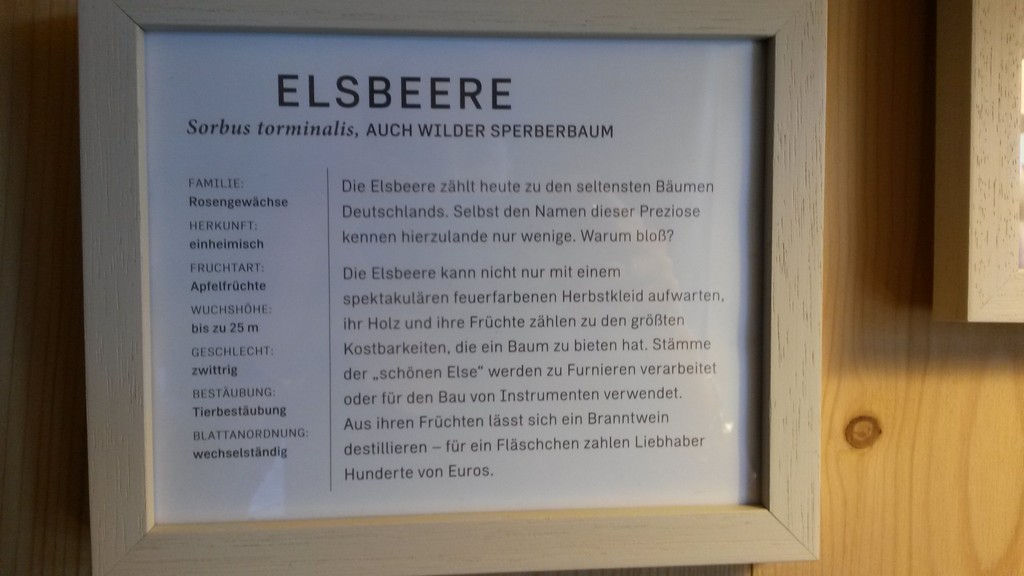 ELSBEERE
Sorbus torminalis, AUCH WILDER SPERBERBAUM
FAMILIE:
Rosengewächse
HERKUNFT:
einheimisch
FRUCHTART:
Apfelfrüchte
WUCHSHÖHE:
bis zu 25 m
GESCHLECHT:
zwittrig
BESTÄUBUNG:
Tierbestäubung
BLATTANORDNUNG:
wechselständig
Die Elsbeere zählt heute zu den seltensten Bäumen
Deutschlands. Selbst den Namen dieser Preziose
kennen hierzulande nur wenige. Warum bloß?
Die Elsbeere kann nicht nur mit einem
spektakulären feuerfarbenen Herbstkleid aufwarten,
ihr Holz und ihre Früchte zählen zu den größten
Kostbarkeiten, die ein Baum zu bieten hat. Stämme
der „schönen Else“ werden zu Furnieren verarbeitet
oder für den Bau von Instrumenten verwendet.
Aus ihren Früchten lässt sich ein Branntwein
destillieren – für ein Fläschchen zahlen Liebhaber
Hunderte von Euros.